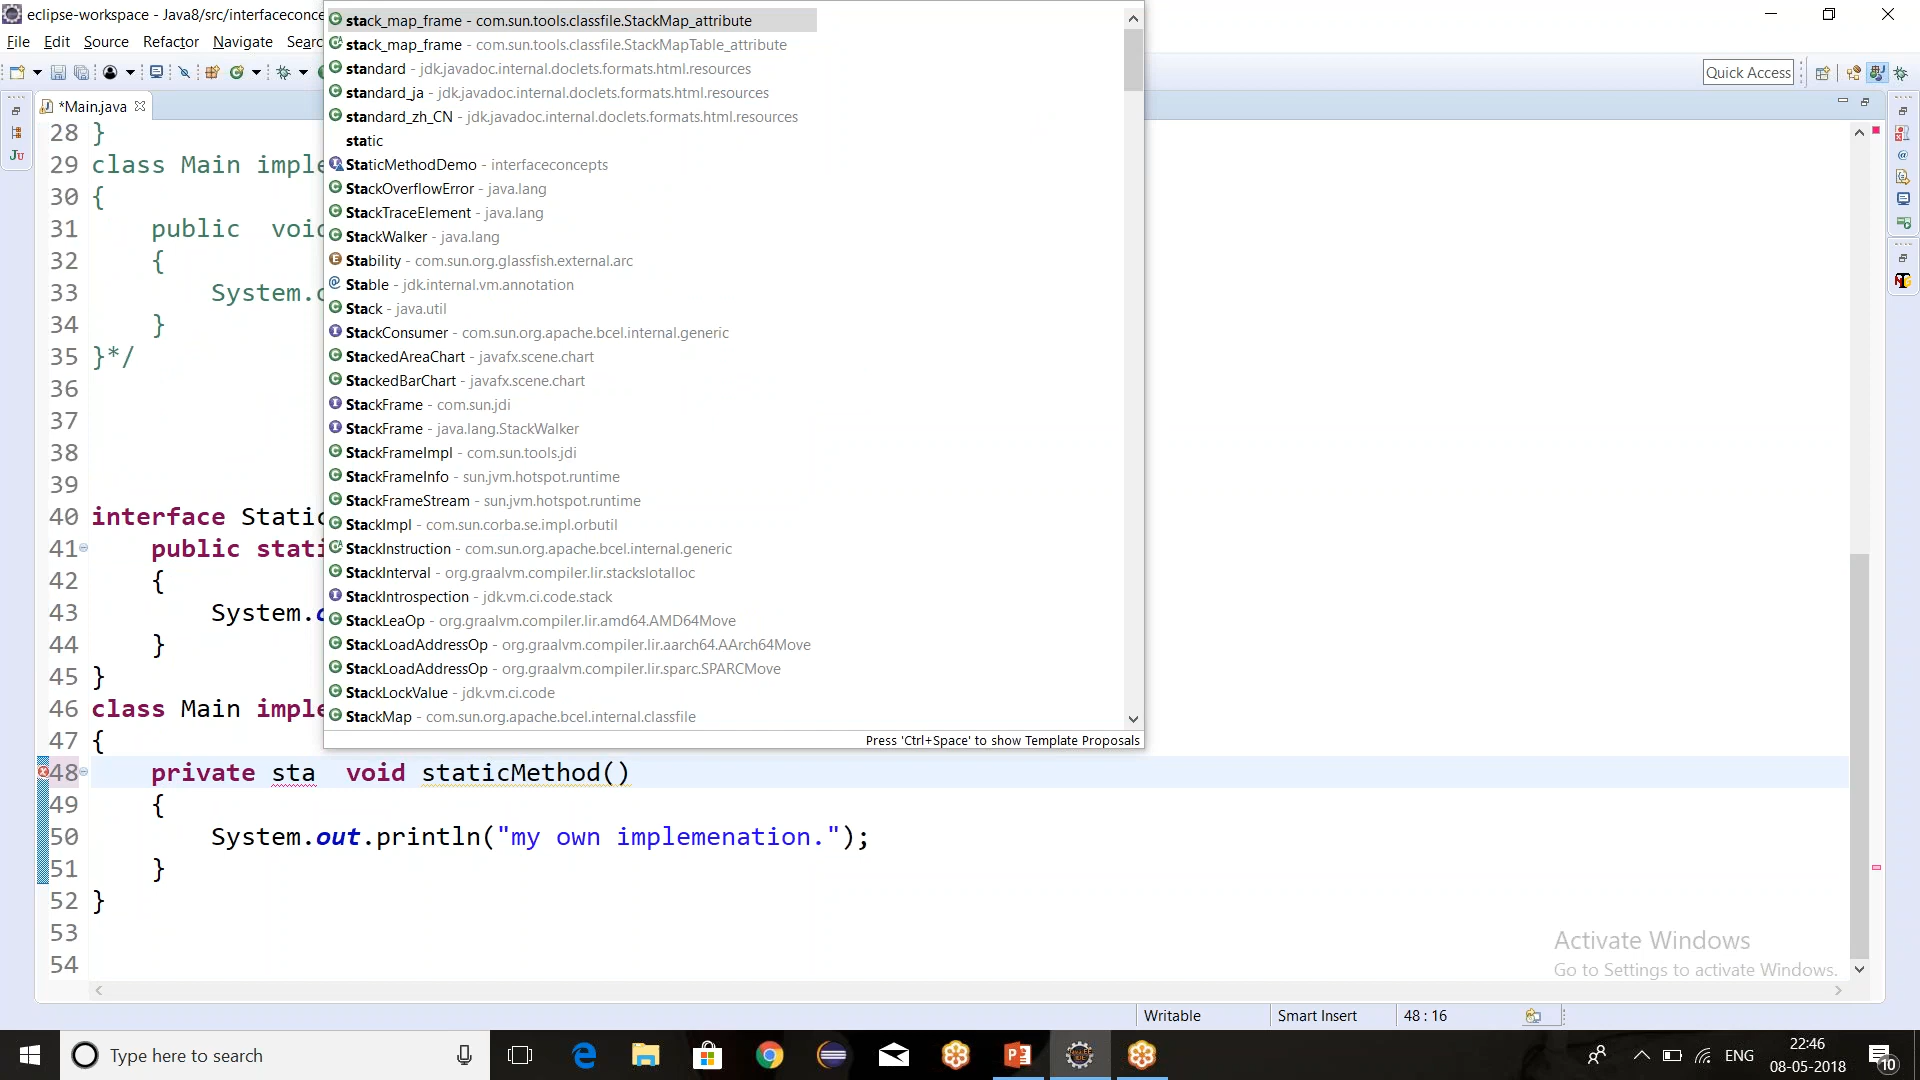 eclipse-workspace - Java8/src/interfaceconce
File Edit Source Refactor Navigate Searc
Quick Access
*Main.java
28 }
29 class Main imple
30 {
31 public void
32 {
33 System.o
34 }
35 }*/
36
37
38
39
40 interface Static
41 public stati
42 {
43 System.o
44 }
45 }
46 class Main imple
47 {
48 private sta void staticMethod()
49 {
50 System.out.println("my own implemenation.");
51 }
52 }
53
54
stack_map_frame - com.sun.tools.classfile.StackMap_attribute
stack_map_frame - com.sun.tools.classfile.StackMapTable_attribute
standard - jdk.javadoc.internal.doclets.formats.html.resources
standard_ja - jdk.javadoc.internal.doclets.formats.html.resources
standard_zh_CN - jdk.javadoc.internal.doclets.formats.html.resources
static
StaticMethodDemo - interfaceconcepts
StackOverflowError - java.lang
StackTraceElement - java.lang
StackWalker - java.lang
Stability - com.sun.org.glassfish.external.arc
Stable - jdk.internal.vm.annotation
Stack - java.util
StackConsumer - com.sun.org.apache.bcel.internal.generic
StackedAreaChart - javafx.scene.chart
StackedBarChart - javafx.scene.chart
StackFrame - com.sun.jdi
StackFrame - java.lang.StackWalker
StackFrameImpl - com.sun.tools.jdi
StackFrameInfo - sun.jvm.hotspot.runtime
StackFrameStream - sun.jvm.hotspot.runtime
StackImpl - com.sun.corba.se.impl.orbutil
StackInstruction - com.sun.org.apache.bcel.internal.generic
StackInterval - org.graalvm.compiler.lir.stackslotalloc
StackIntrospection - jdk.vm.ci.code.stack
StackLeaOp - org.graalvm.compiler.lir.amd64.AMD64Move
StackLoadAddressOp - org.graalvm.compiler.lir.aarch64.AArch64Move
StackLoadAddressOp - org.graalvm.compiler.lir.sparc.SPARCMove
StackLockValue - jdk.vm.ci.code
StackMap - com.sun.org.apache.bcel.internal.classfile
Press 'Ctrl+Space' to show Template Proposals
Activate Windows
Go to Settings to activate Windows.
Writable Smart Insert 48 : 16
Type here to search
ENG
22:46
08-05-2018
10